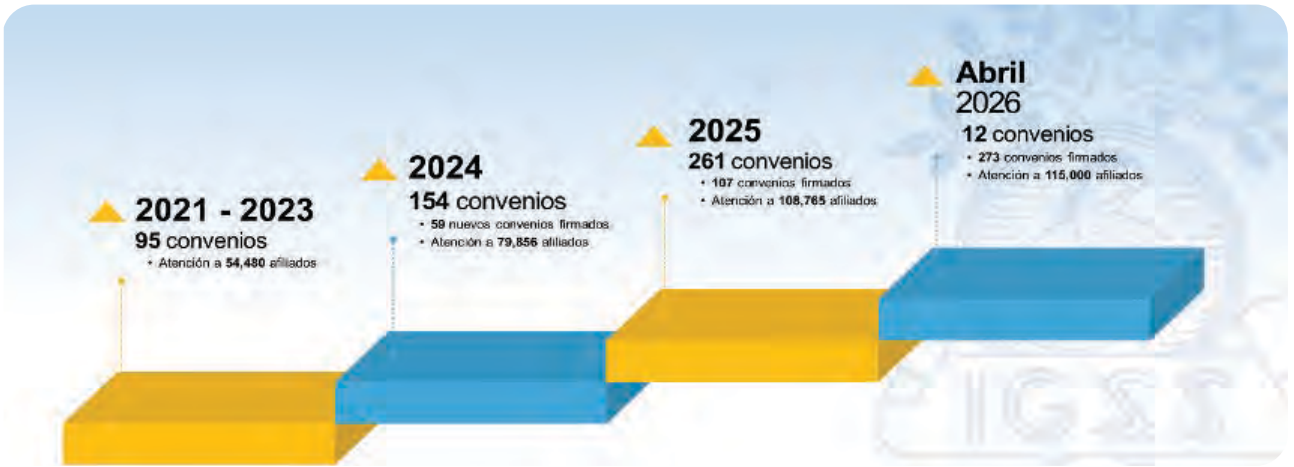 2021 - 2023
95 convenios
• Atención a 54,480 afiliados
2024
154 convenios
• 59 nuevos convenios firmados
• Atención a 79,856 afiliados
2025
261 convenios
• 107 convenios firmados
• Atención a 108,765 afiliados
Abril
2026
12 convenios
• 273 convenios firmados
• Atención a 115,000 afiliados
IGSS